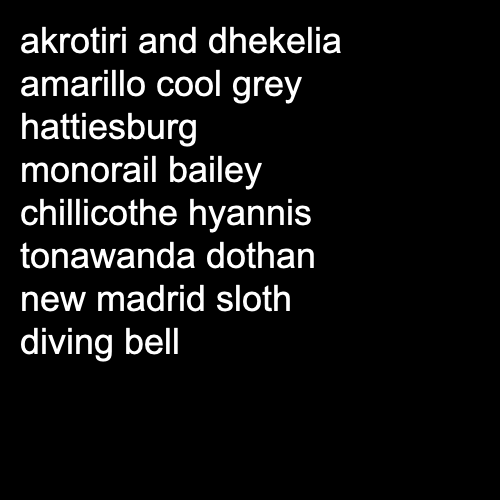 akrotiri and dhekelia
amarillo cool grey
hattiesburg
monorail bailey
chillicothe hyannis
tonawanda dothan
new madrid sloth
diving bell